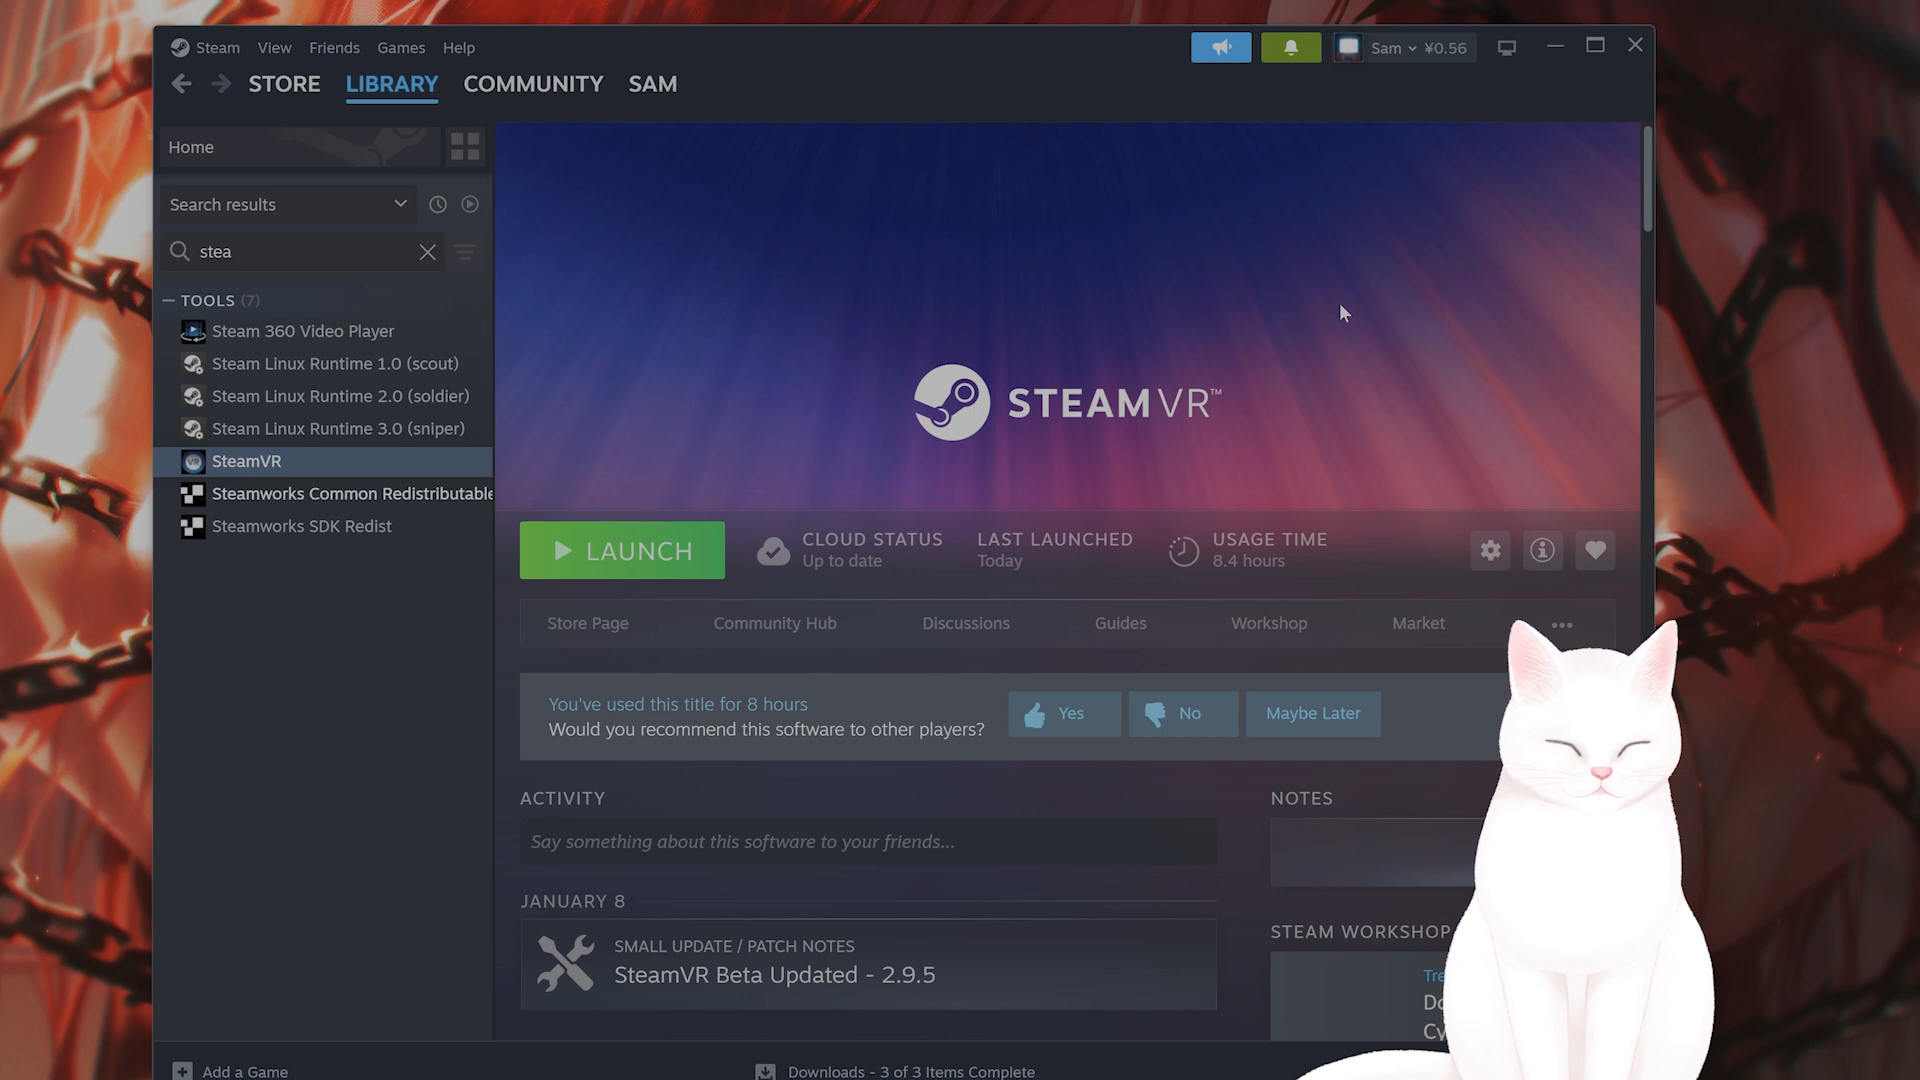 Steam View Friends Games Help
Sam ¥0.56
STORE LIBRARY COMMUNITY SAM
Home
Search results
stea
TOOLS (7)
Steam 360 Video Player
Steam Linux Runtime 1.0 (scout)
Steam Linux Runtime 2.0 (soldier)
Steam Linux Runtime 3.0 (sniper)
SteamVR
Steamworks Common Redistributable
Steamworks SDK Redist
STEAMVR™
LAUNCH
CLOUD STATUS
Up to date
LAST LAUNCHED
Today
USAGE TIME
8.4 hours
Store Page Community Hub Discussions Guides Workshop Market
You've used this title for 8 hours
Would you recommend this software to other players?
Yes No Maybe Later
ACTIVITY
Say something about this software to your friends...
JANUARY 8
SMALL UPDATE / PATCH NOTES
SteamVR Beta Updated - 2.9.5
NOTES
STEAM WORKSHOP
Add a Game
Downloads - 3 of 3 Items Complete